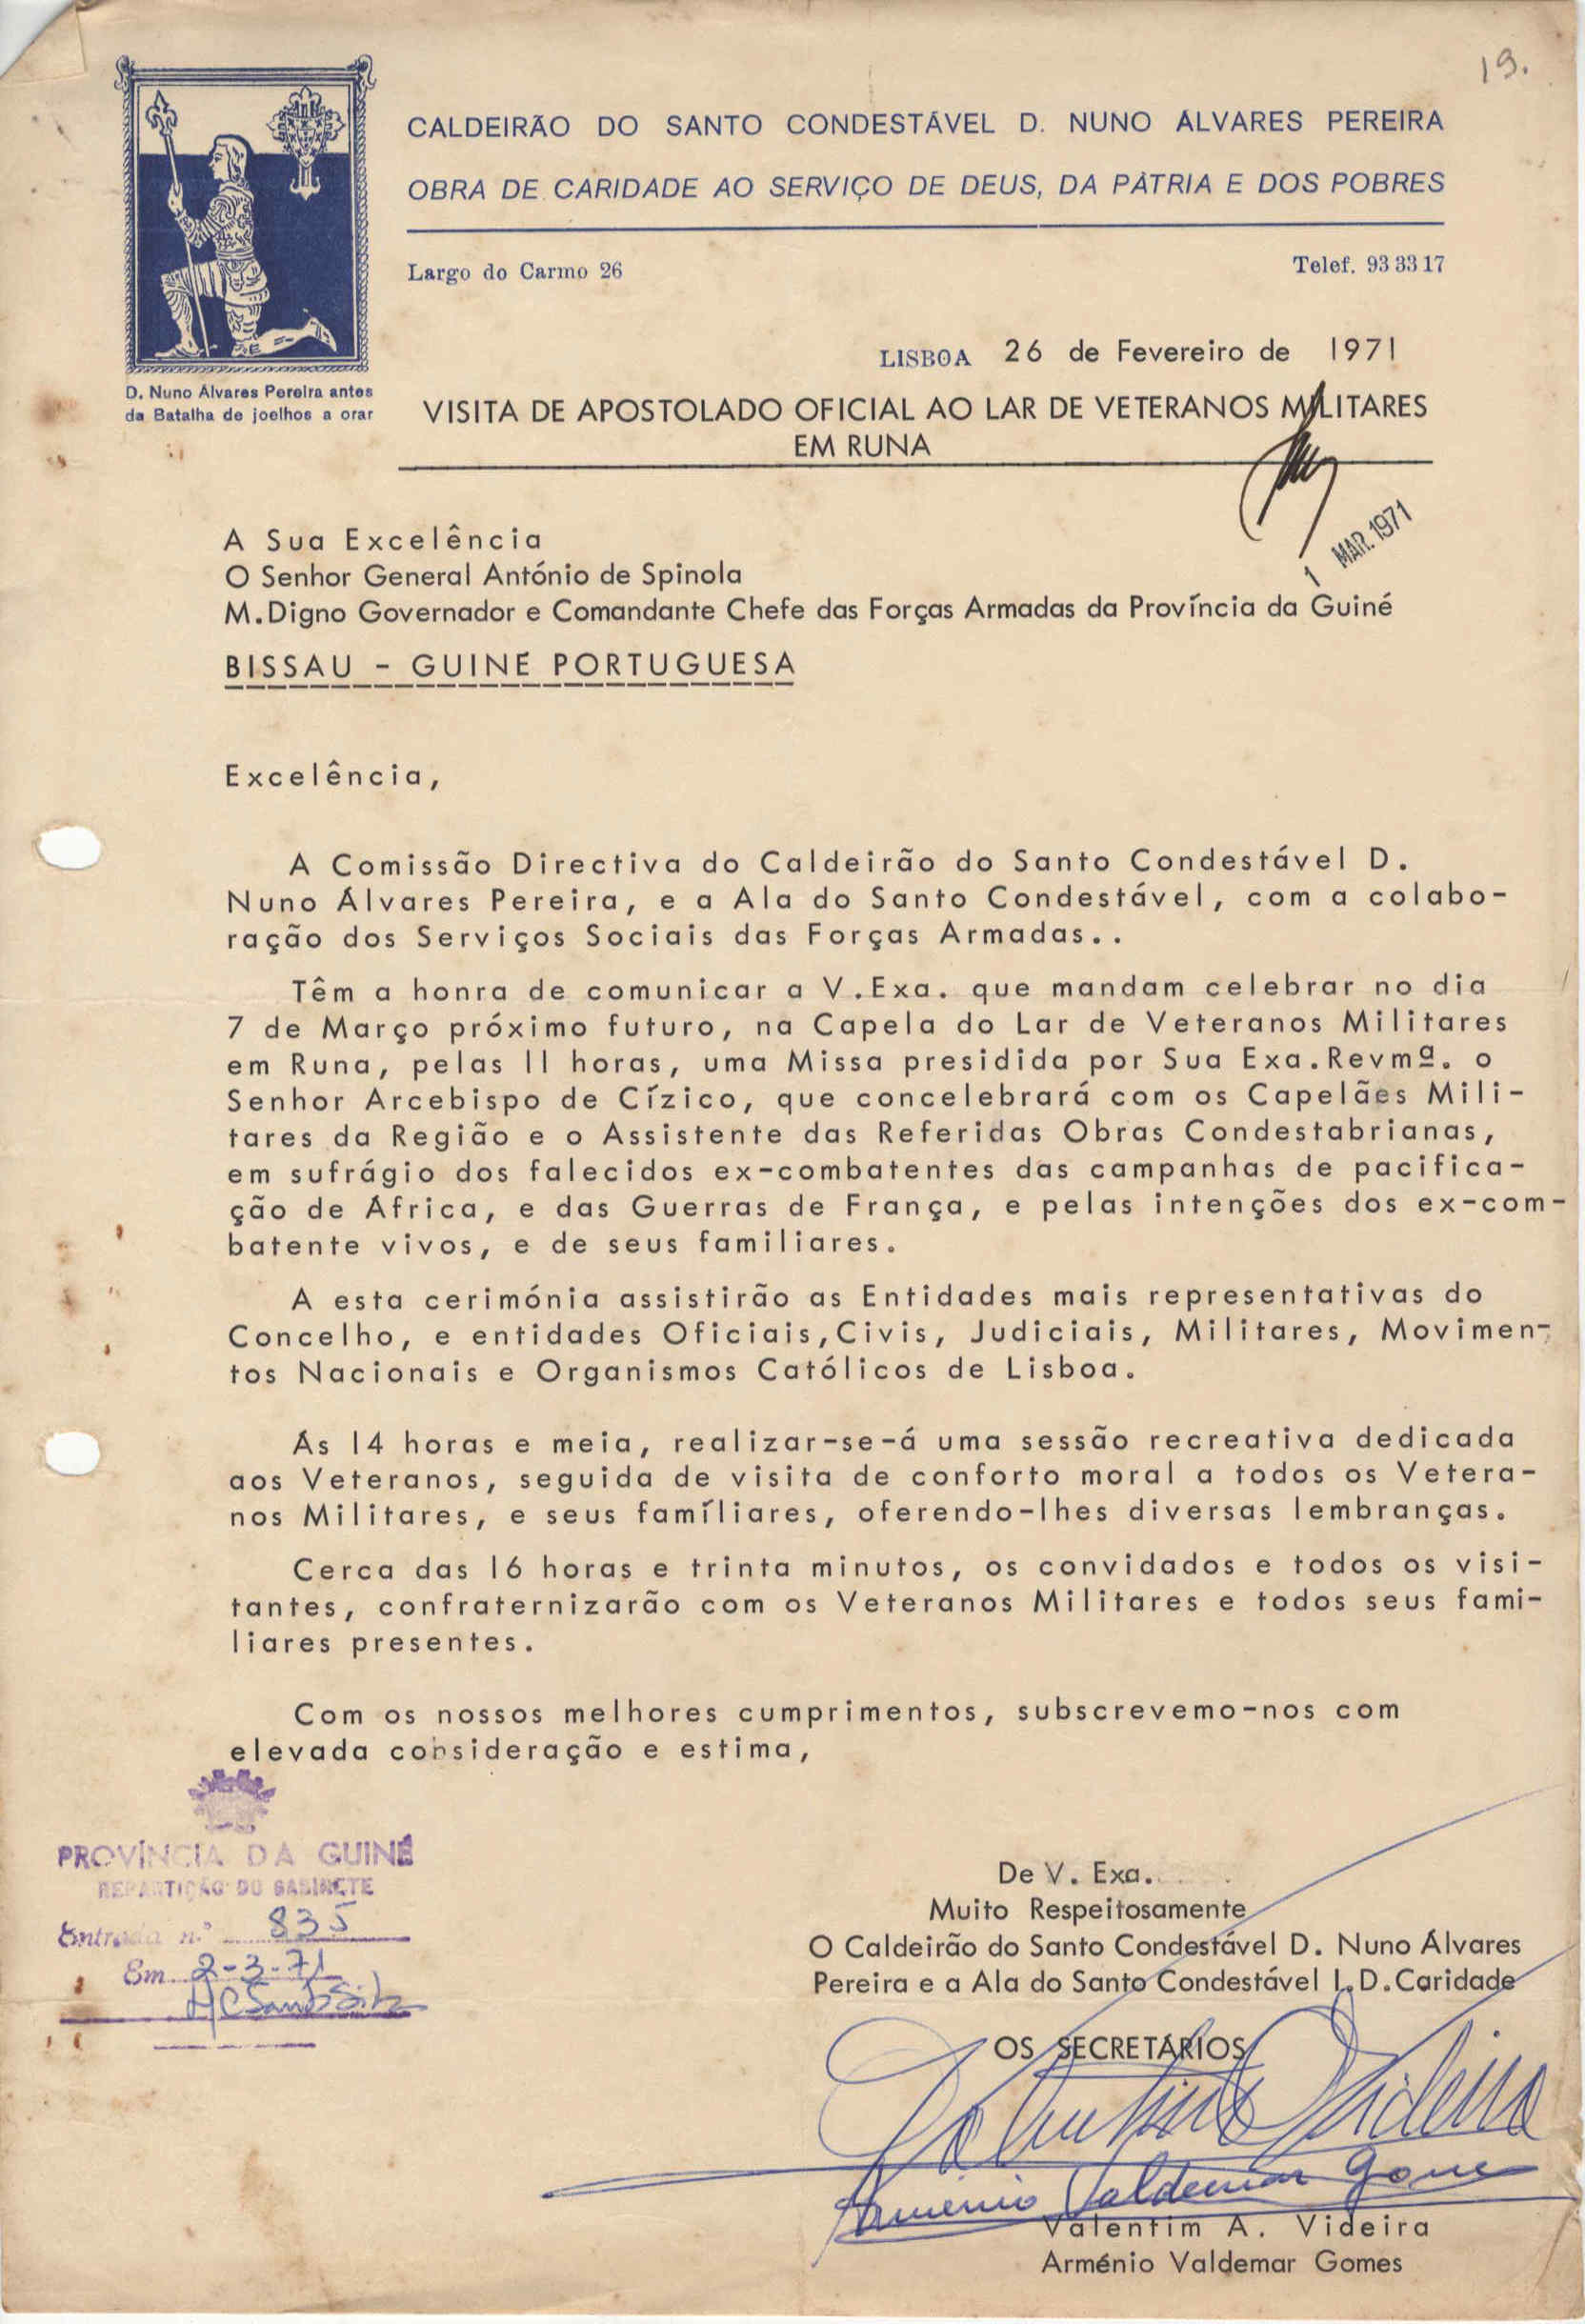 19.
CALDEIRÃO DO SANTO CONDESTÁVEL D. NUNO ÁLVARES PEREIRA
OBRA DE CARIDADE AO SERVIÇO DE DEUS, DA PÁTRIA E DOS POBRES
Largo do Carmo 26 Telef. 93 33 17
D. Nuno Álvares Pereira antes
da Batalha de joelhos a orar
LISBOA 26 de Fevereiro de 1971
VISITA DE APOSTOLADO OFICIAL AO LAR DE VETERANOS MILITARES
EM RUNA
1 MAR. 1971
A Sua Excelência
O Senhor General António de Spinola
M.Digno Governador e Comandante Chefe das Forças Armadas da Província da Guiné
BISSAU - GUINÉ PORTUGUESA
Excelência,
A Comissão Directiva do Caldeirão do Santo Condestável D.
Nuno Álvares Pereira, e a Ala do Santo Condestável, com a colabo-
ração dos Serviços Sociais das Forças Armadas..
Têm a honra de comunicar a V.Exa. que mandam celebrar no dia
7 de Março próximo futuro, na Capela do Lar de Veteranos Militares
em Runa, pelas II horas, uma Missa presidida por Sua Exa.Revmª. o
Senhor Arcebispo de Cízico, que concelebrará com os Capelães Mili-
tares da Região e o Assistente das Referidas Obras Condestabrianas,
em sufrágio dos falecidos ex-combatentes das campanhas de pacifica-
ção de África, e das Guerras de França, e pelas intenções dos ex-com-
batente vivos, e de seus familiares.
A esta cerimónia assistirão as Entidades mais representativas do
Concelho, e entidades Oficiais,Civis, Judiciais, Militares, Movimen-
tos Nacionais e Organismos Católicos de Lisboa.
Ás I4 horas e meia, realizar-se-á uma sessão recreativa dedicada
aos Veteranos, seguida de visita de conforto moral a todos os Vetera-
nos Militares, e seus famíliares, oferendo-lhes diversas lembranças.
Cerca das I6 horas e trinta minutos, os convidados e todos os visi-
tantes, confraternizarão com os Veteranos Militares e todos seus fami-
liares presentes.
Com os nossos melhores cumprimentos, subscrevemo-nos com
elevada consideração e estima,
PROVÍNCIA DA GUINÉ
REPARTIÇÃO DO GABINETE
Entrada n.º 835
Em 2-3-71
De V. Exa.
Muito Respeitosamente
O Caldeirão do Santo Condestável D. Nuno Álvares
Pereira e a Ala do Santo Condestável I.D.Caridade
OS SECRETÁRIOS
Arménio Valdemar Gomes
Valentim A. Videira
Arménio Valdemar Gomes